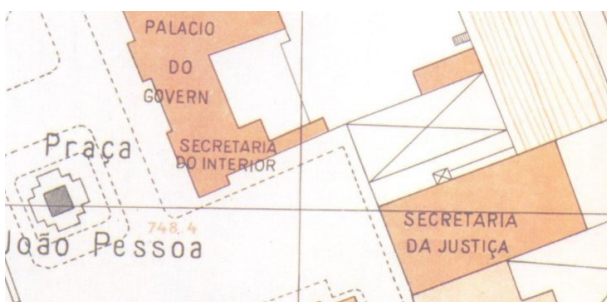 PALACIO
DO
GOVERN
SECRETARIA
DO INTERIOR
Praça
João Pessoa
748.4
SECRETARIA
DA JUSTIÇA